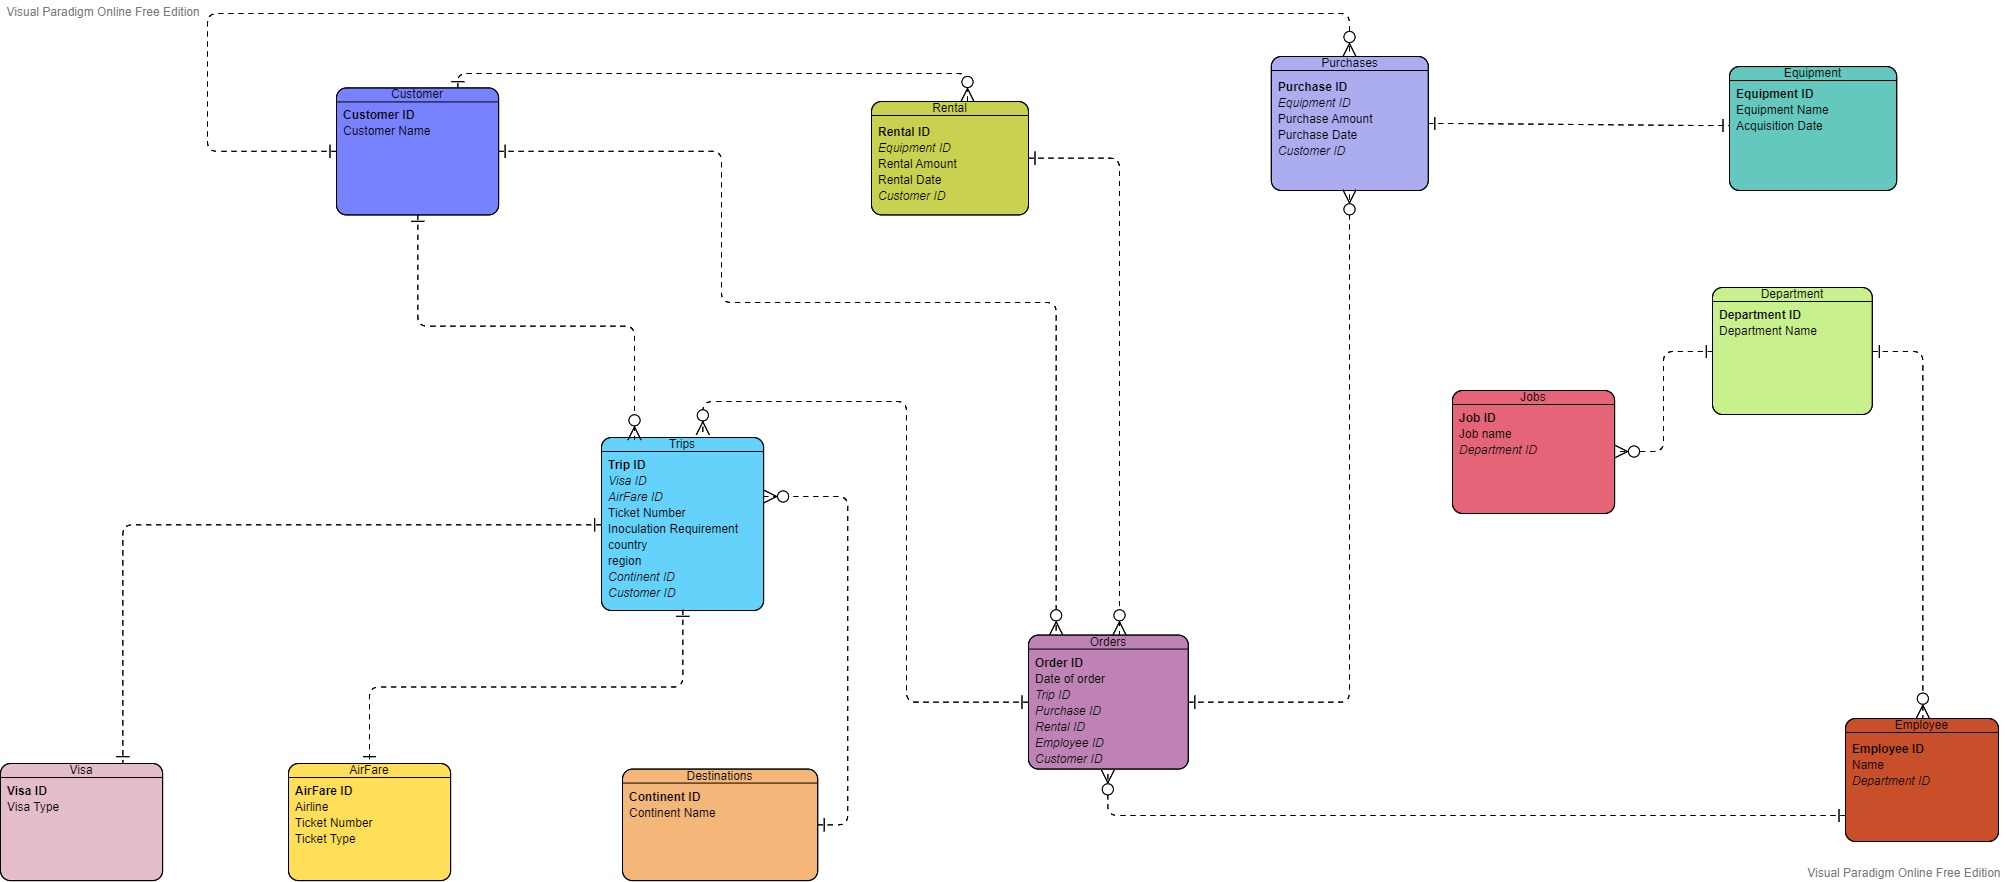 Visual Paradigm Online Free Edition
Customer
Customer ID
Customer Name
Rental
Rental ID
Equipment ID
Rental Amount
Rental Date
Customer ID
Purchases
Purchase ID
Equipment ID
Purchase Amount
Purchase Date
Customer ID
Equipment
Equipment ID
Equipment Name
Acquisition Date
Department
Department ID
Department Name
Jobs
Job ID
Job name
Department ID
Trips
Trip ID
Visa ID
AirFare ID
Ticket Number
Inoculation Requirement
country
region
Continent ID
Customer ID
Orders
Order ID
Date of order
Trip ID
Purchase ID
Rental ID
Employee ID
Customer ID
Employee
Employee ID
Name
Department ID
Visa
Visa ID
Visa Type
AirFare
AirFare ID
Airline
Ticket Number
Ticket Type
Destinations
Continent ID
Continent Name
Visual Paradigm Online Free Edition